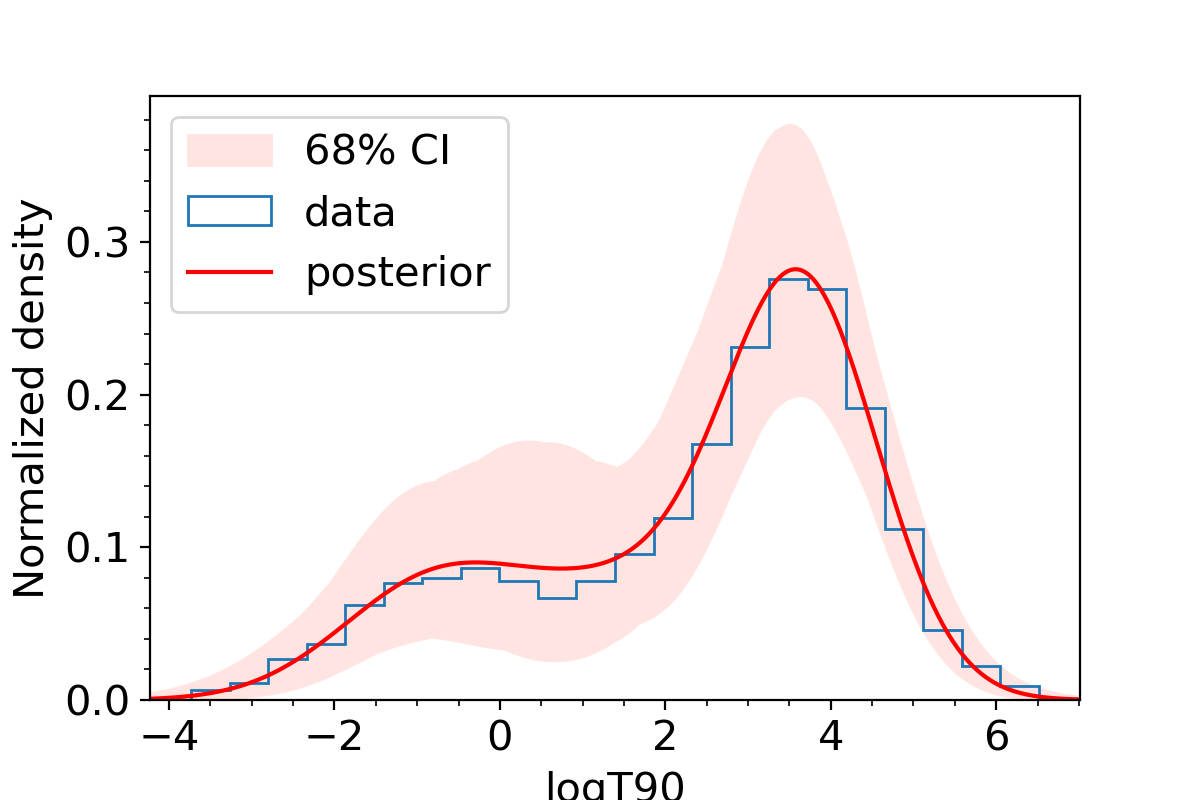 68% CI
data
posterior
Normalized density
0.3
0.2
0.1
0.0
−4 −2 0 2 4 6
logT90